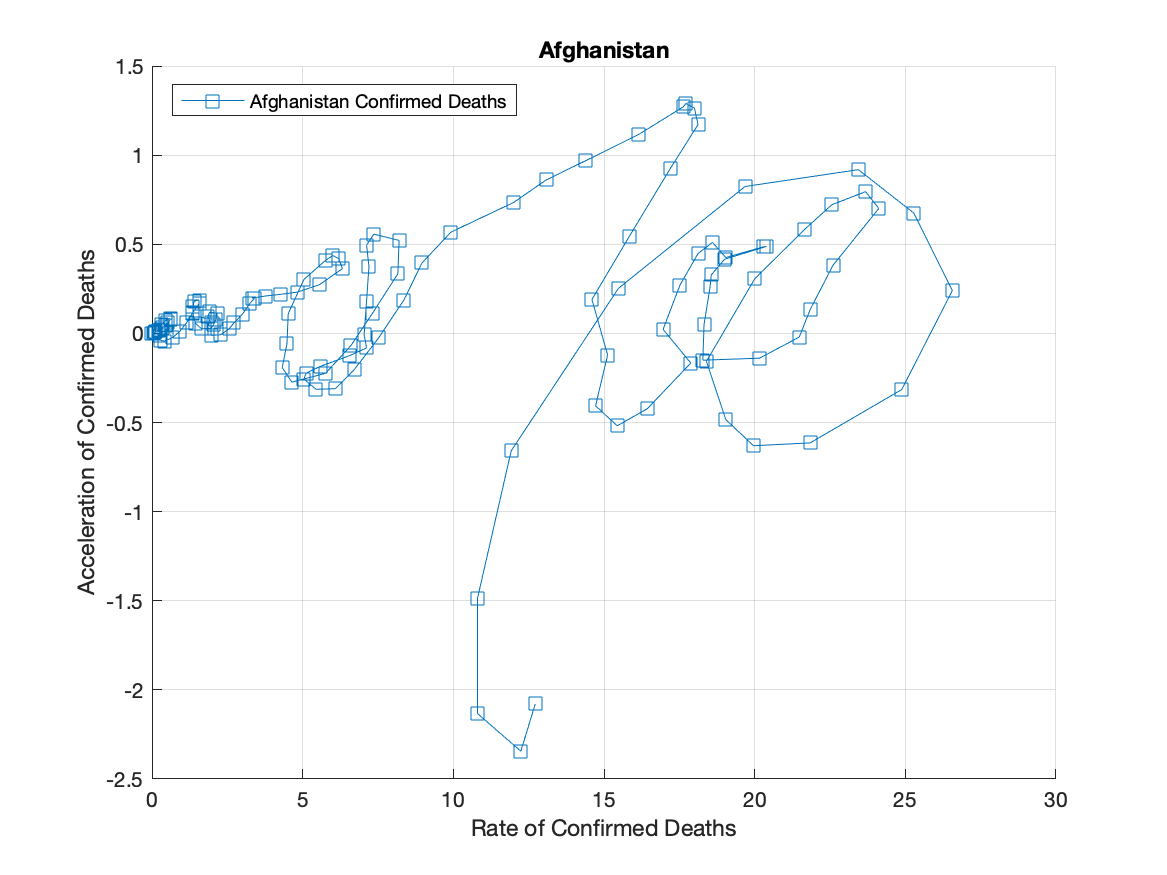 Afghanistan
Afghanistan Confirmed Deaths
1.5
1
0.5
0
-0.5
-1
-1.5
-2
-2.5
Acceleration of Confirmed Deaths
0 5 10 15 20 25 30
Rate of Confirmed Deaths